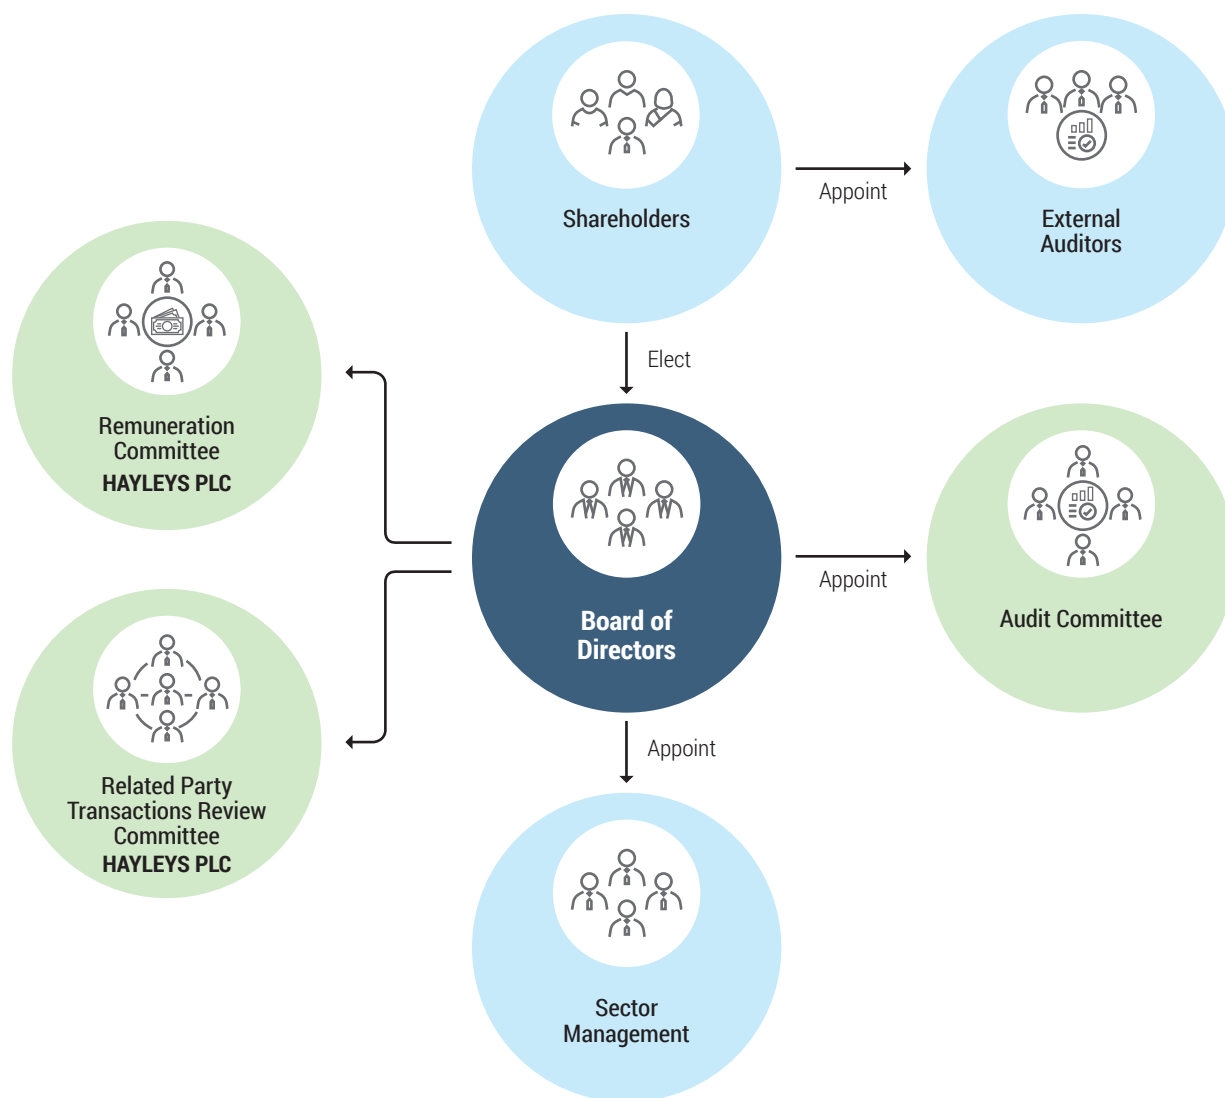 Shareholders
Appoint
External
Auditors
Elect
Remuneration
Committee
HAYLEYS PLC
Board of
Directors
Appoint
Audit Committee
Related Party
Transactions Review
Committee
HAYLEYS PLC
Appoint
Sector
Management